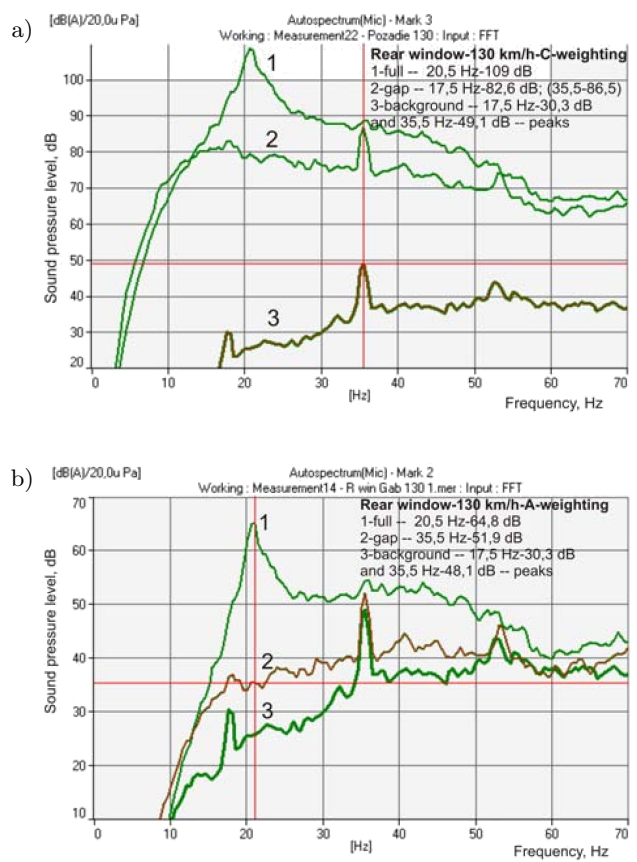 a)
[dB(A)/20,0u Pa)
Autospectrum(Mic) - Mark 3
Working : Measurement22 - Pozadie 130 : Input : FFT
Rear window-130 km/h-C-weighting
1-full -- 20,5 Hz-109 dB
2-gap -- 17,5 Hz-82,6 dB; (35,5-86,5)
3-background -- 17,5 Hz-30,3 dB
and 35,5 Hz-49,1 dB -- peaks
Sound pressure level, dB
100
90
80
70
60
50
40
30
20
1
2
3
0 10 20 30 40 50 60 70
[Hz]
Frequency, Hz
b)
[dB(A)/20,0u Pa)
Autospectrum(Mic) - Mark 2
Working : Measurement14 - R win Gab 130 1.mer : Input : FFT
Rear window-130 km/h-A-weighting
1-full -- 20,5 Hz-64,8 dB
2-gap -- 35,5 Hz-51,9 dB
3-background -- 17,5 Hz-30,3 dB
and 35,5 Hz-48,1 dB -- peaks
Sound pressure level, dB
70
60
50
40
30
20
10
1
2
3
0 10 20 30 40 50 60 70
[Hz]
Frequency, Hz